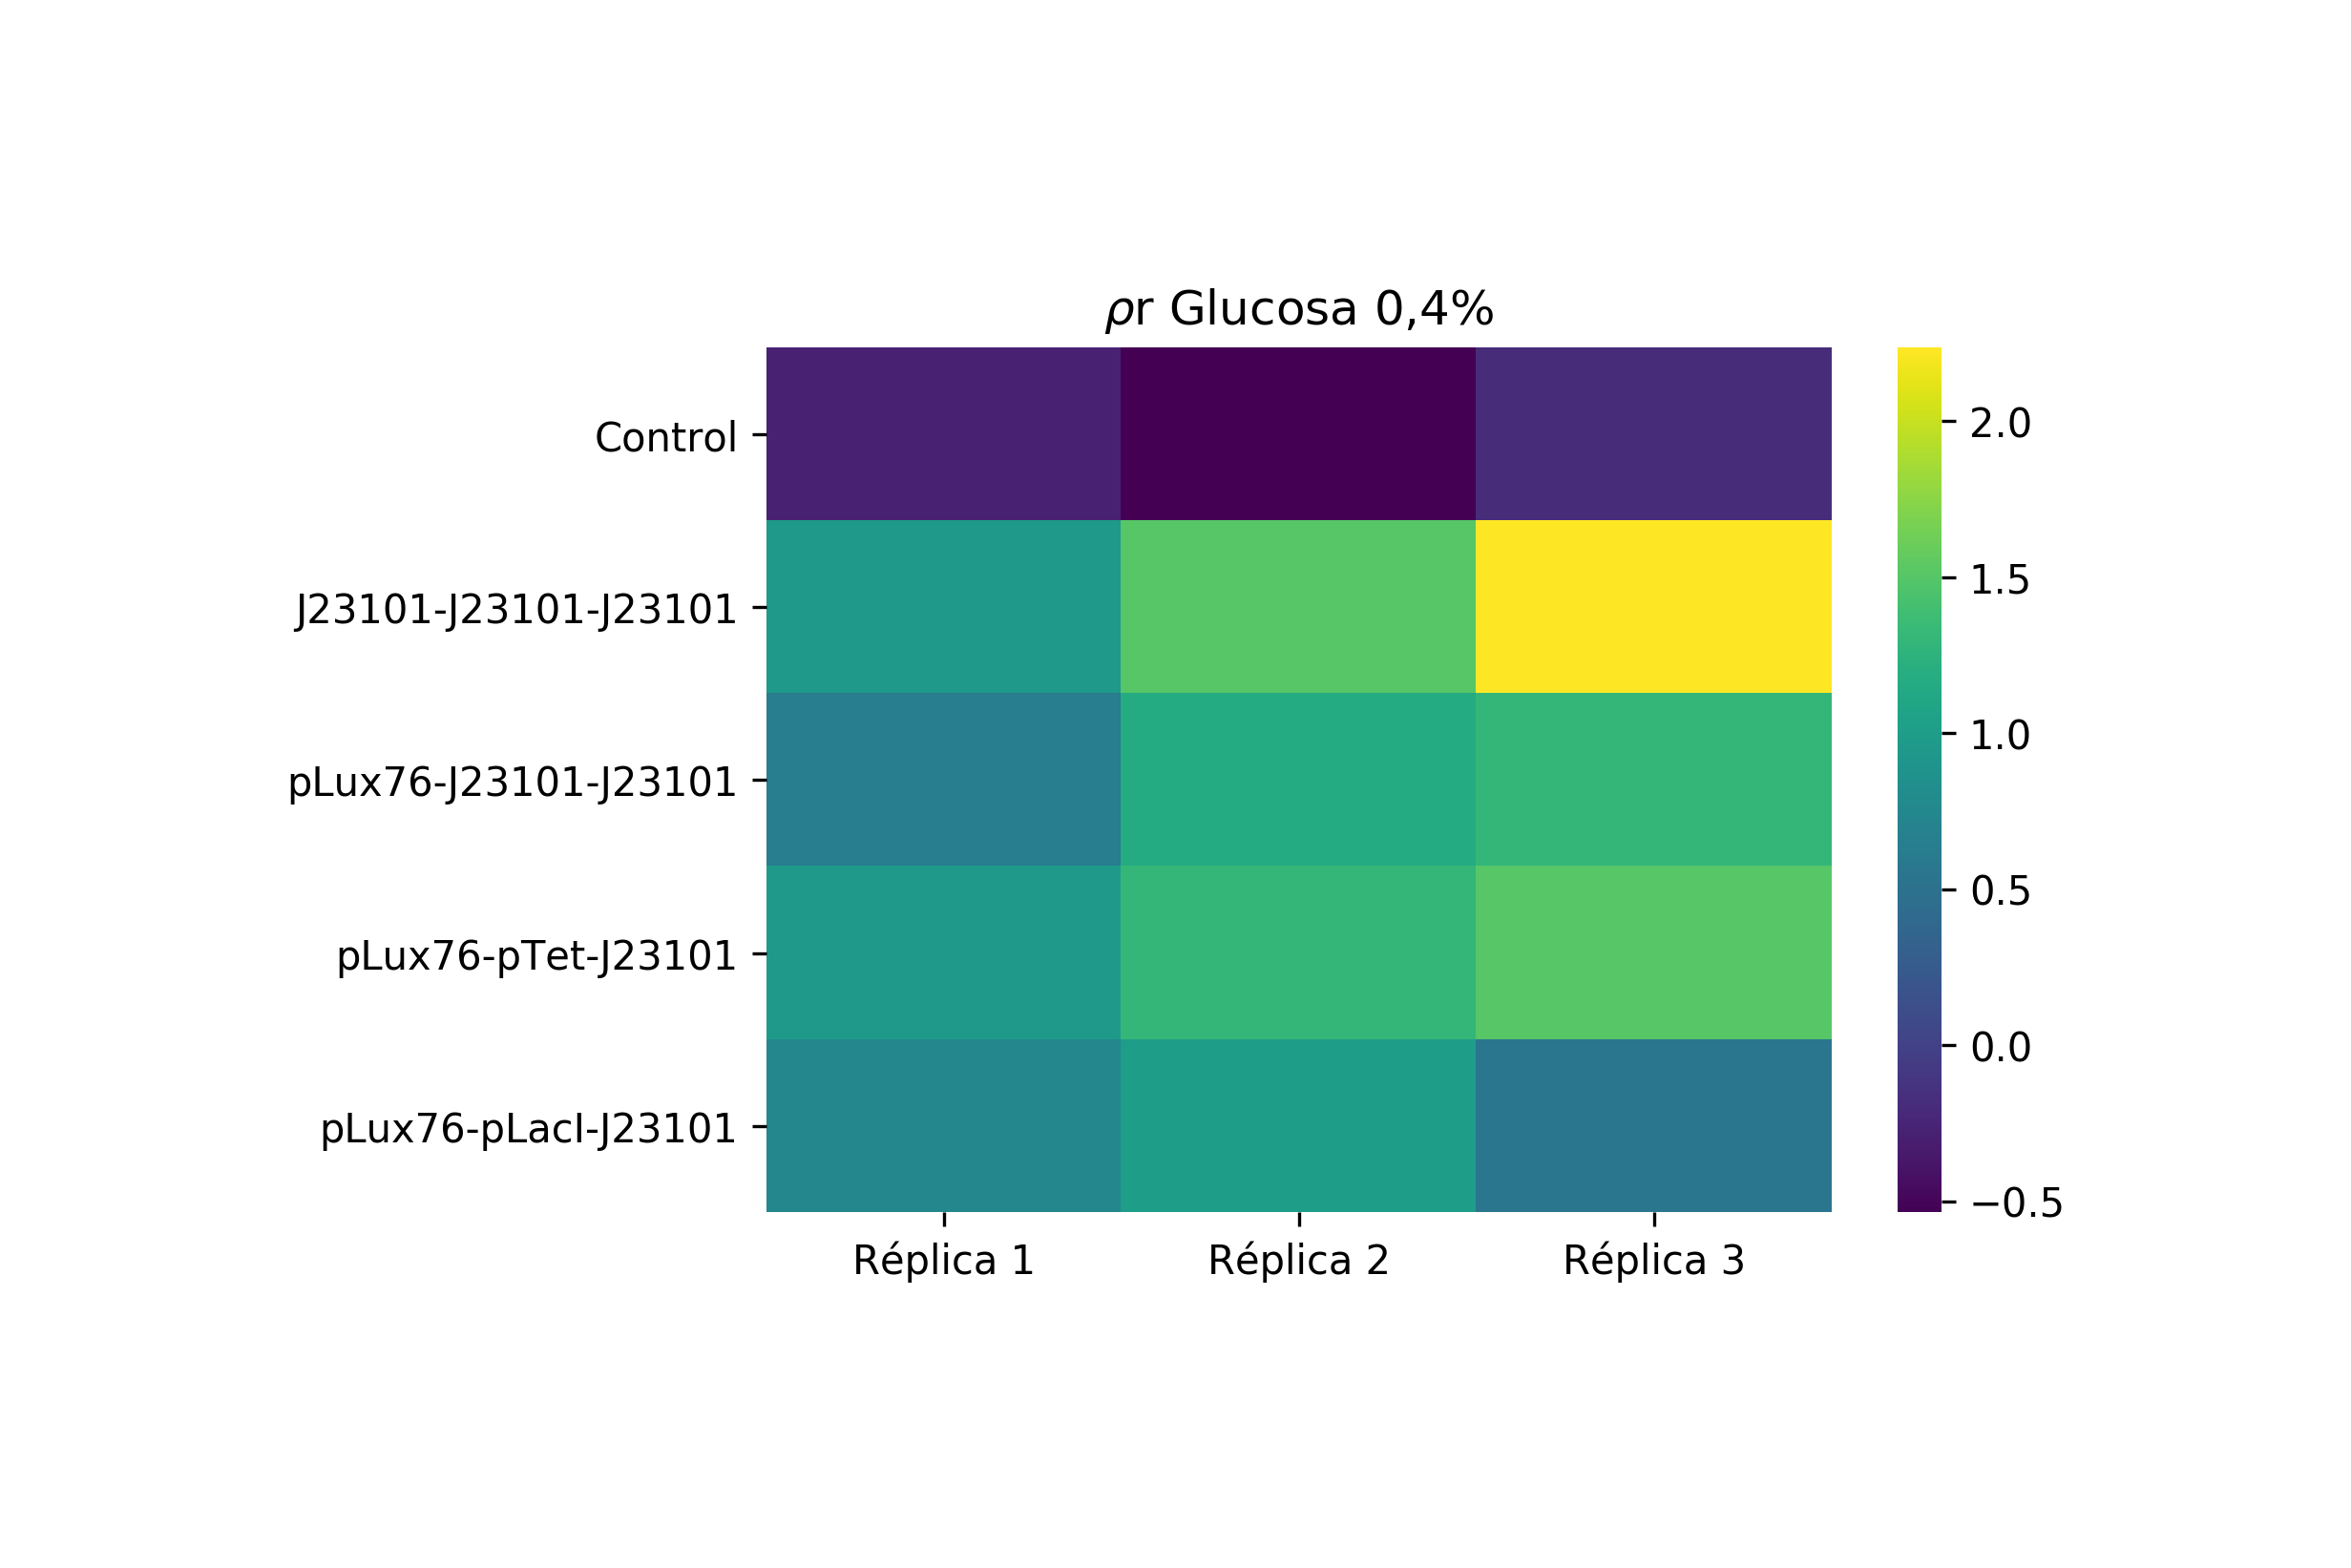 ρr Glucosa 0,4%
Control
J23101-J23101-J23101
pLux76-J23101-J23101
pLux76-pTet-J23101
pLux76-pLacI-J23101
Réplica 1
Réplica 2
Réplica 3
2.0
1.5
1.0
0.5
0.0
−0.5